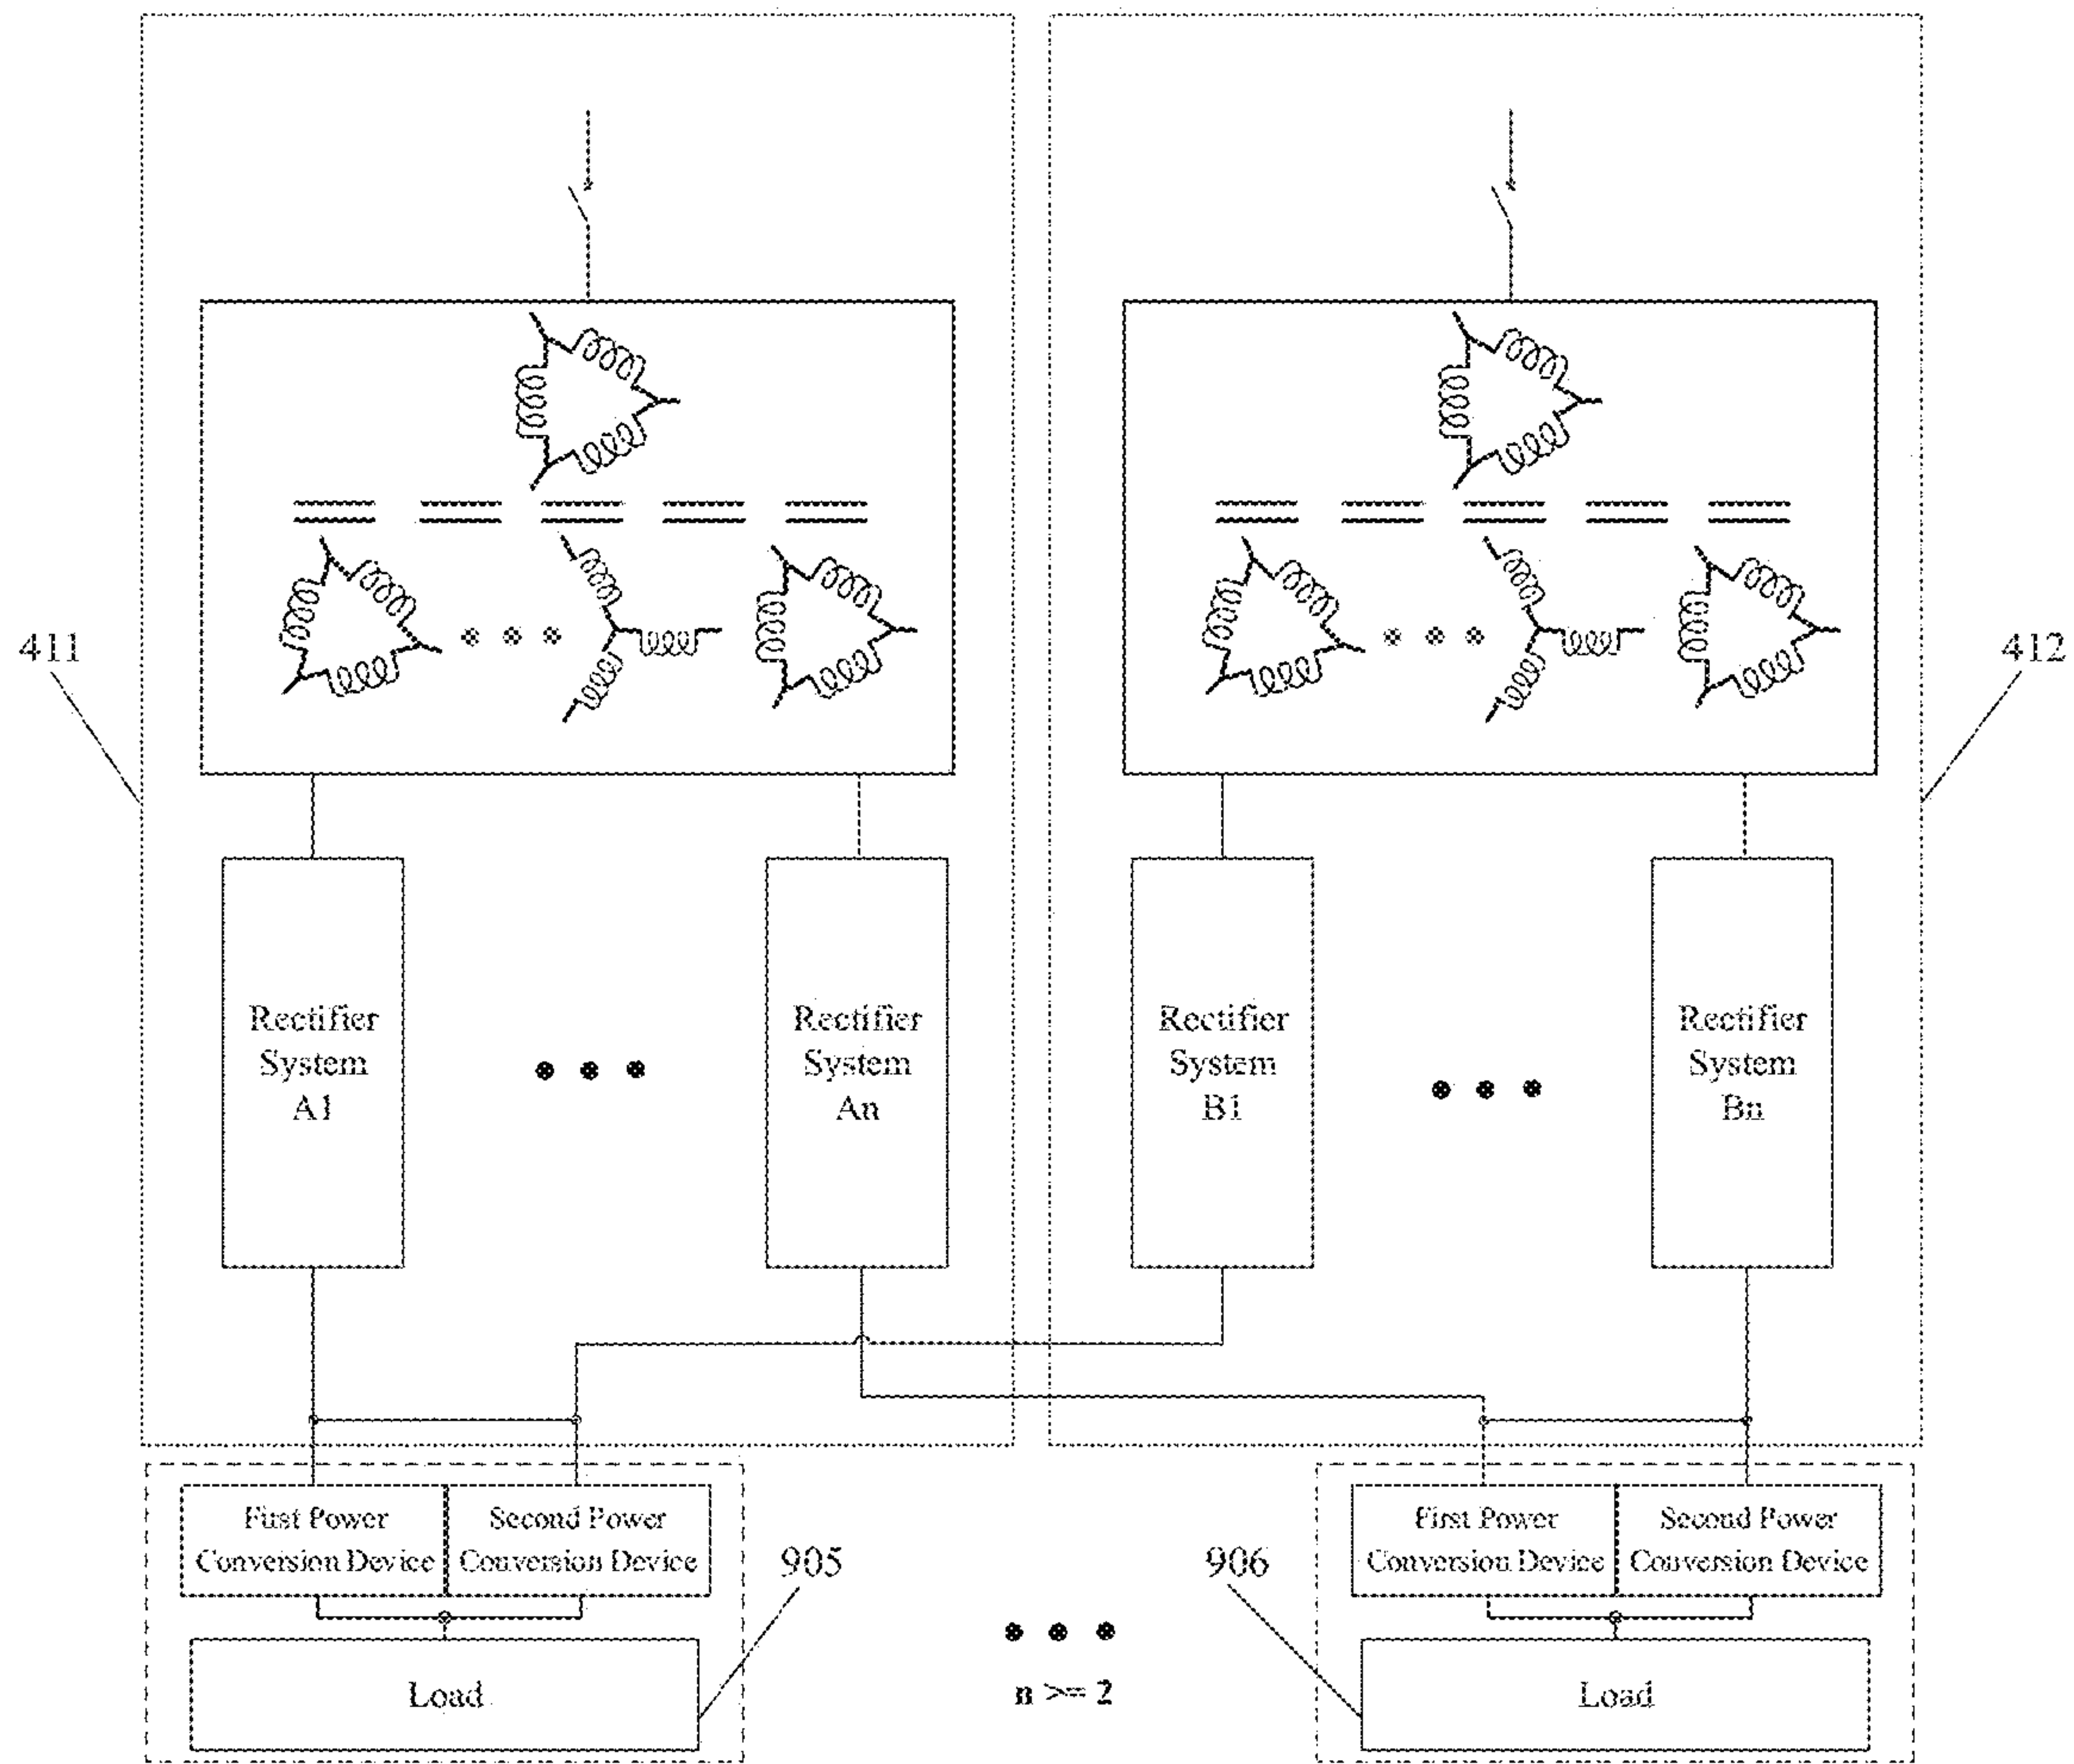 411
412
Rectifier
System
A1
Rectifier
System
An
Rectifier
System
B1
Rectifier
System
Bn
First Power
Conversion Device
Second Power
Conversion Device
905
906
First Power
Conversion Device
Second Power
Conversion Device
Load
n >= 2
Load